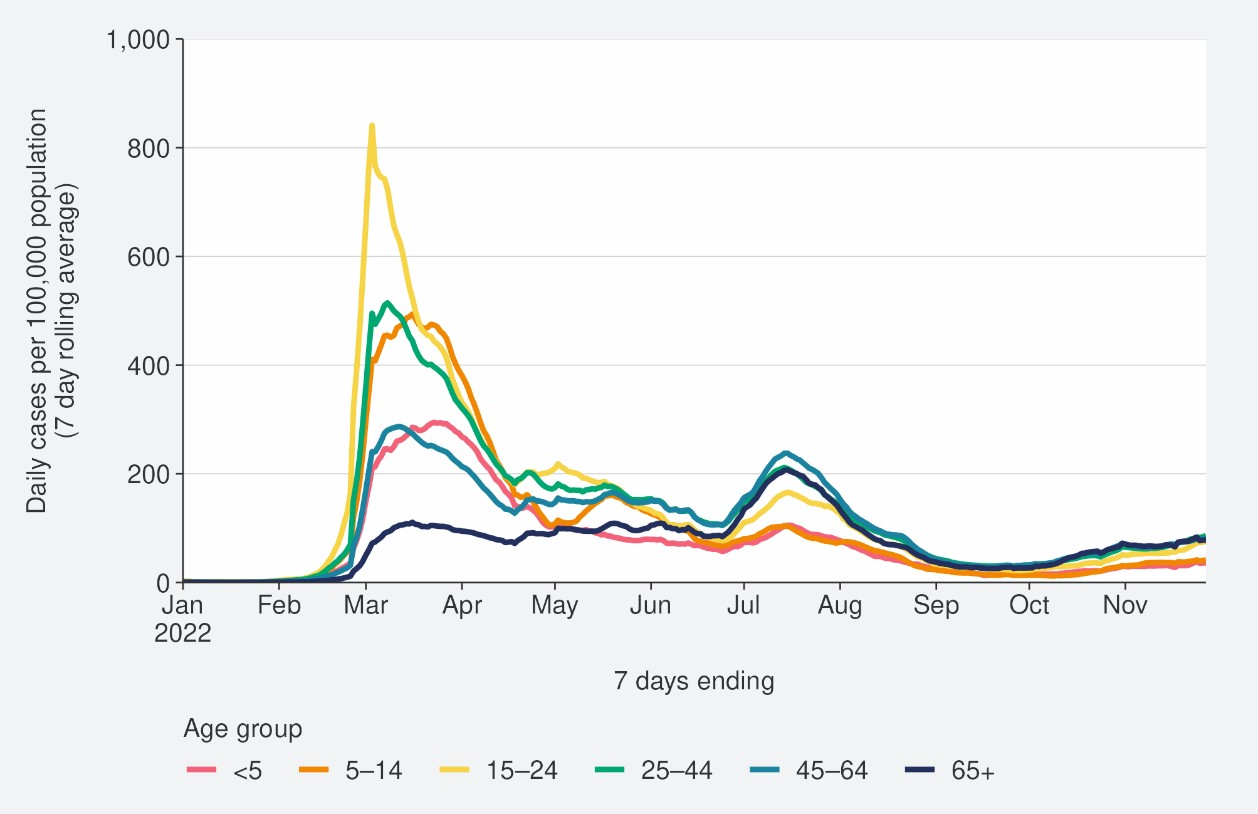 Daily cases per 100,000 population
(7 day rolling average)
1,000
800
600
400
200
0
Jan Feb Mar Apr May Jun Jul Aug Sep Oct Nov
2022
7 days ending
Age group
<5 5–14 15–24 25–44 45–64 65+